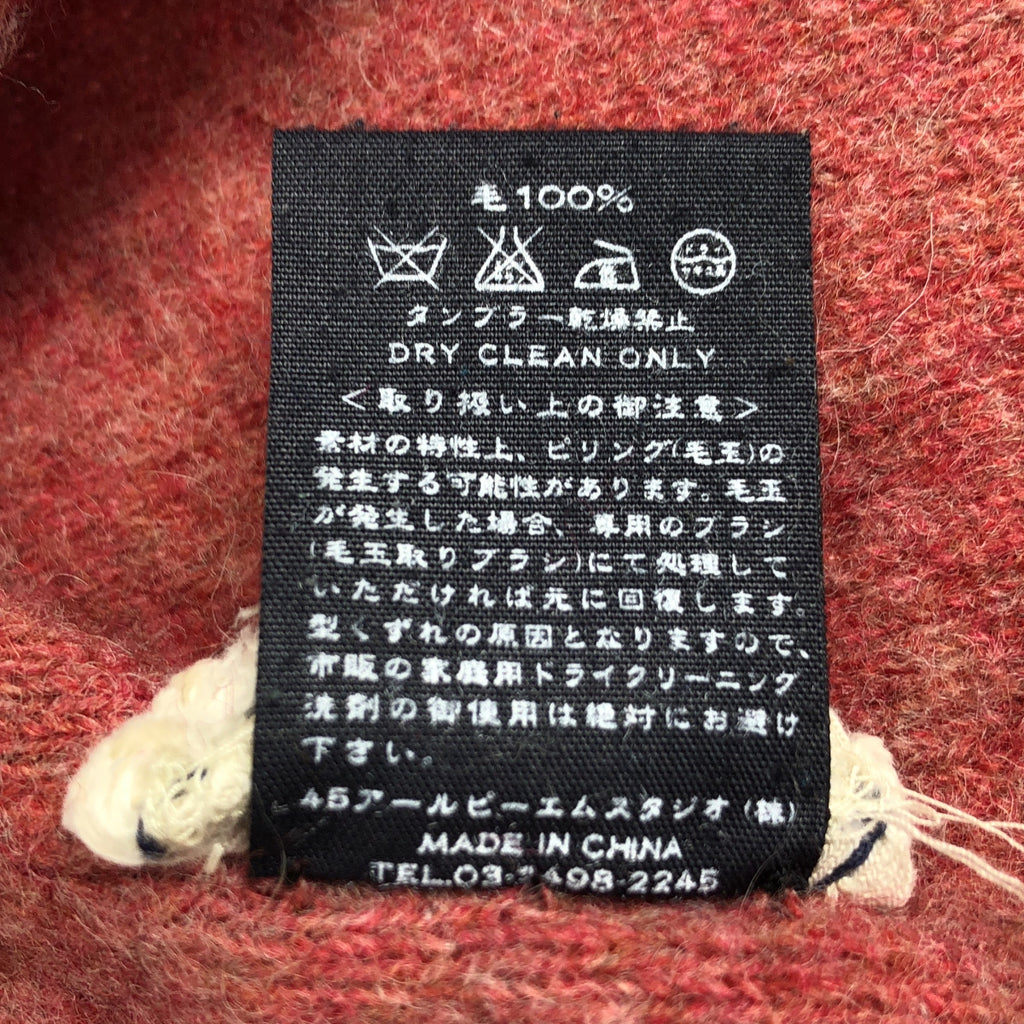 毛100%
ドライ
タンブラー乾燥禁止
DRY CLEAN ONLY
<取り扱い上の御注意>
素材の特性上、ピリング(毛玉)の
発生する可能性があります。毛玉
が発生した場合、専用のブラシ
(毛玉取りブラシ)にて処理して
いただければ元に回復します。
型くずれの原因となりますので、
市販の家庭用ドライクリーニング
洗剤の御使用は絶対にお避け
下さい。
45アールピーエムスタジオ(株)
MADE IN CHINA
TEL.03-3498-2245